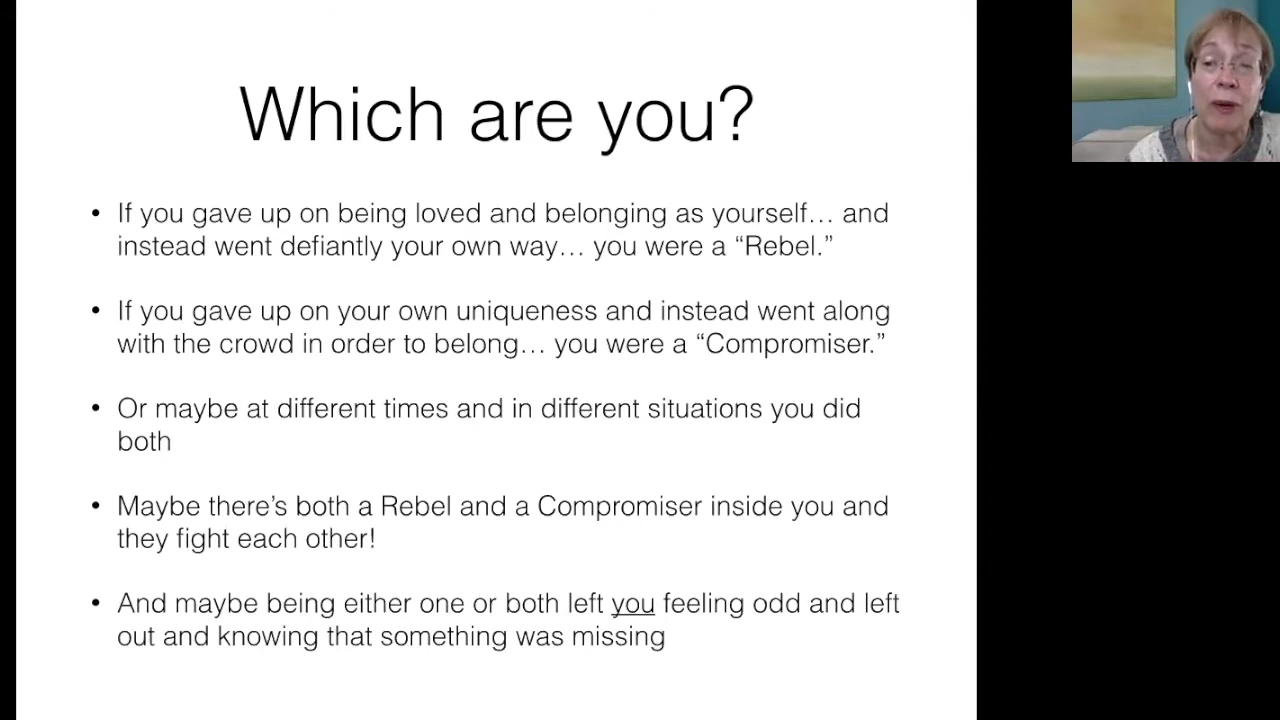 Which are you?
• If you gave up on being loved and belonging as yourself… and
instead went defiantly your own way… you were a “Rebel.”
• If you gave up on your own uniqueness and instead went along
with the crowd in order to belong… you were a “Compromiser.”
• Or maybe at different times and in different situations you did
both
• Maybe there’s both a Rebel and a Compromiser inside you and
they fight each other!
• And maybe being either one or both left you feeling odd and left
out and knowing that something was missing